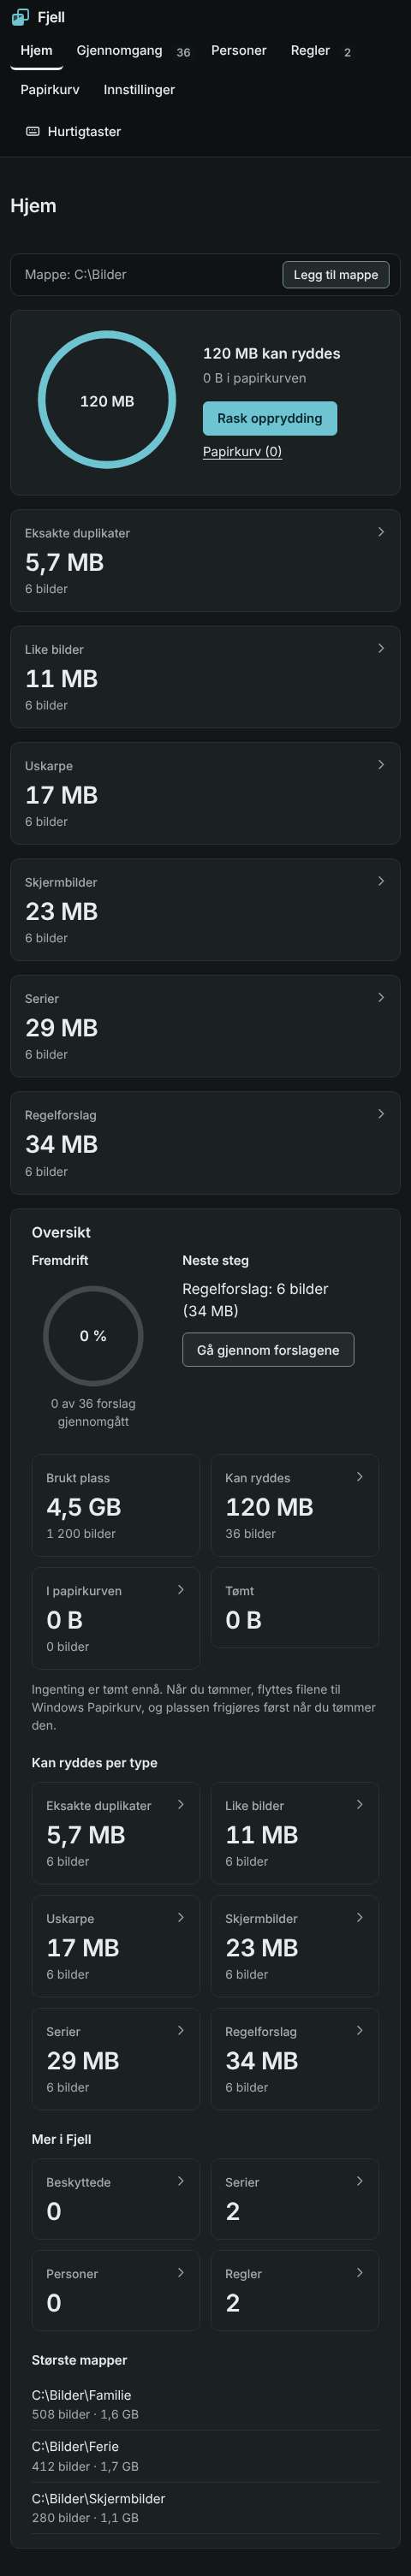 Fjell
Hjem
Gjennomgang 36
Personer
Regler 2
Papirkurv
Innstillinger
Hurtigtaster
Hjem
Mappe: C:\Bilder
Legg til mappe
120 MB
120 MB kan ryddes
0 B i papirkurven
Rask opprydding
Papirkurv (0)
Eksakte duplikater
5,7 MB
6 bilder
Like bilder
11 MB
6 bilder
Uskarpe
17 MB
6 bilder
Skjermbilder
23 MB
6 bilder
Serier
29 MB
6 bilder
Regelforslag
34 MB
6 bilder
Oversikt
Fremdrift
0 %
0 av 36 forslag
gjennomgått
Neste steg
Regelforslag: 6 bilder
(34 MB)
Gå gjennom forslagene
Brukt plass
4,5 GB
1 200 bilder
Kan ryddes
120 MB
36 bilder
I papirkurven
0 B
0 bilder
Tømt
0 B
Ingenting er tømt ennå. Når du tømmer, flyttes filene til
Windows Papirkurv, og plassen frigjøres først når du tømmer
den.
Kan ryddes per type
Eksakte duplikater
5,7 MB
6 bilder
Like bilder
11 MB
6 bilder
Uskarpe
17 MB
6 bilder
Skjermbilder
23 MB
6 bilder
Serier
29 MB
6 bilder
Regelforslag
34 MB
6 bilder
Mer i Fjell
Beskyttede
0
Serier
2
Personer
0
Regler
2
Største mapper
C:\Bilder\Familie
508 bilder · 1,6 GB
C:\Bilder\Ferie
412 bilder · 1,7 GB
C:\Bilder\Skjermbilder
280 bilder · 1,1 GB